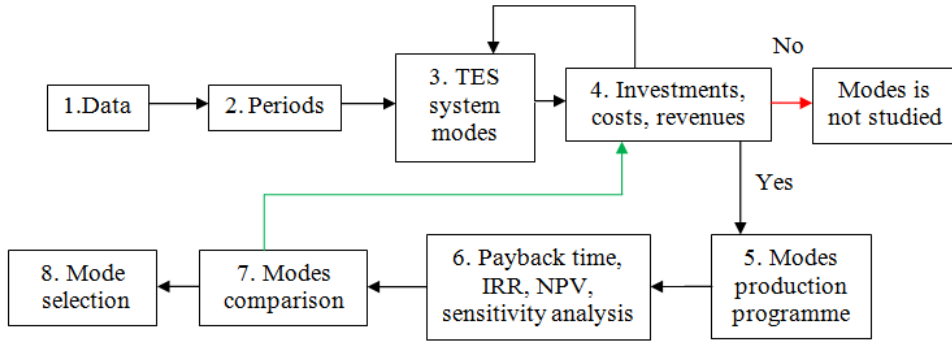 1.Data
2. Periods
3. TES
system
modes
4. Investments,
costs, revenues
No
Modes is
not studied
Yes
5. Modes
production
programme
6. Payback time,
IRR, NPV,
sensitivity analysis
7. Modes
comparison
8. Mode
selection